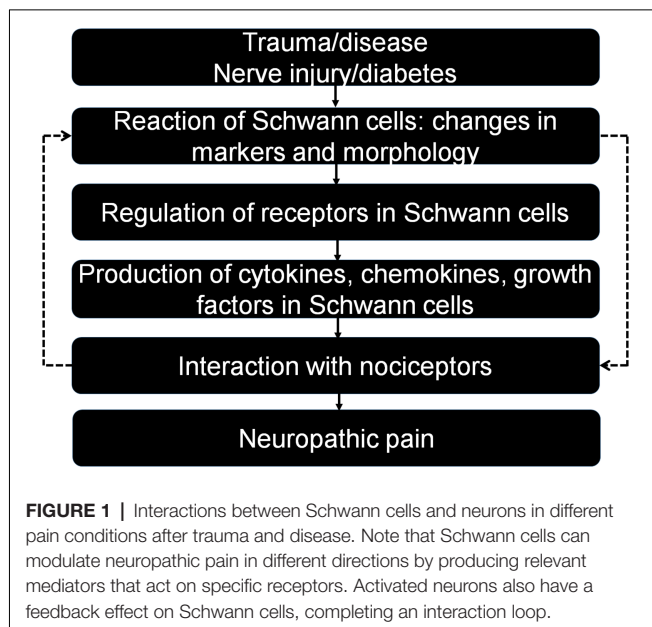 Trauma/disease
Nerve injury/diabetes
Reaction of Schwann cells: changes in
markers and morphology
Regulation of receptors in Schwann cells
Production of cytokines, chemokines, growth
factors in Schwann cells
Interaction with nociceptors
Neuropathic pain
FIGURE 1 | Interactions between Schwann cells and neurons in different
pain conditions after trauma and disease. Note that Schwann cells can
modulate neuropathic pain in different directions by producing relevant
mediators that act on specific receptors. Activated neurons also have a
feedback effect on Schwann cells, completing an interaction loop.